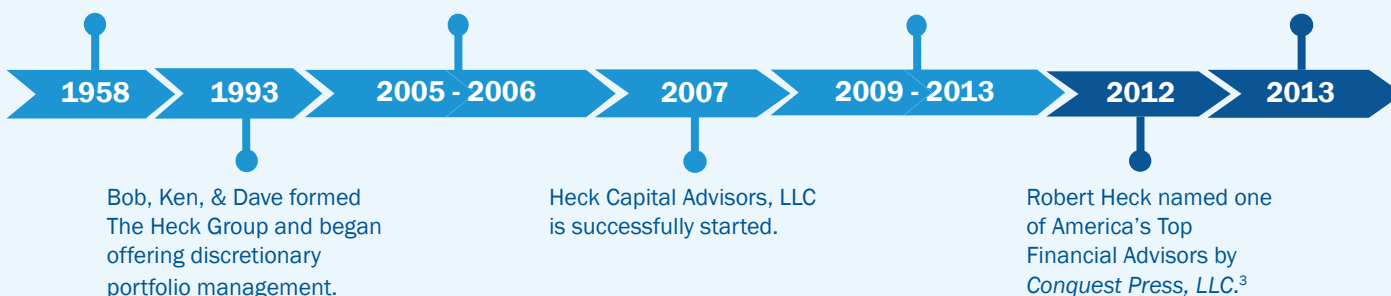 1958
1993
2005 - 2006
2007
2009 - 2013
2012
2013
Bob, Ken, & Dave formed
The Heck Group and began
offering discretionary
portfolio management.
Heck Capital Advisors, LLC
is successfully started.
Robert Heck named one
of America's Top
Financial Advisors by
Conquest Press, LLC.³